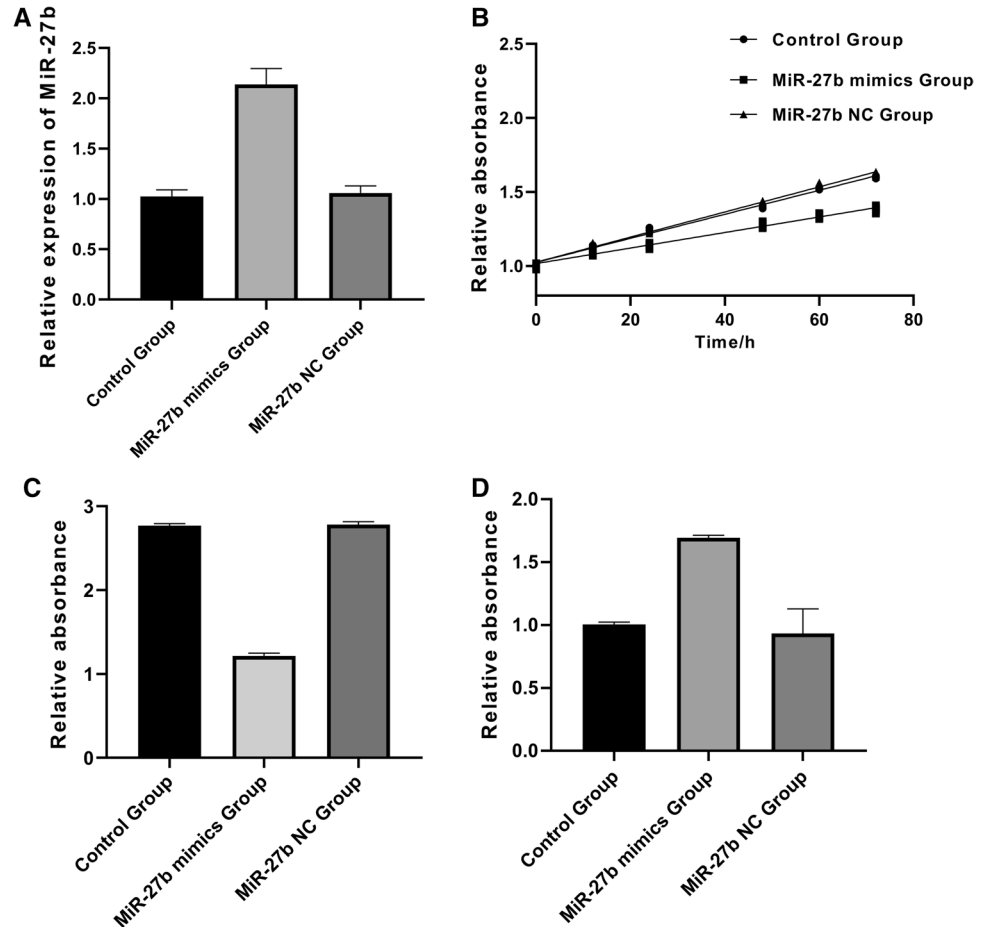 A
Relative expression of MiR-27b
2.5
2.0
1.5
1.0
0.5
0.0
Control Group
MiR-27b mimics Group
MiR-27b NC Group
B
Relative absorbance
2.5
2.0
1.5
1.0
0
20
40
60
80
Time/h
Control Group
MiR-27b mimics Group
MiR-27b NC Group
C
Relative absorbance
3
2
1
0
Control Group
MiR-27b mimics Group
MiR-27b NC Group
D
Relative absorbance
2.0
1.5
1.0
0.5
0.0
Control Group
MiR-27b mimics Group
MiR-27b NC Group